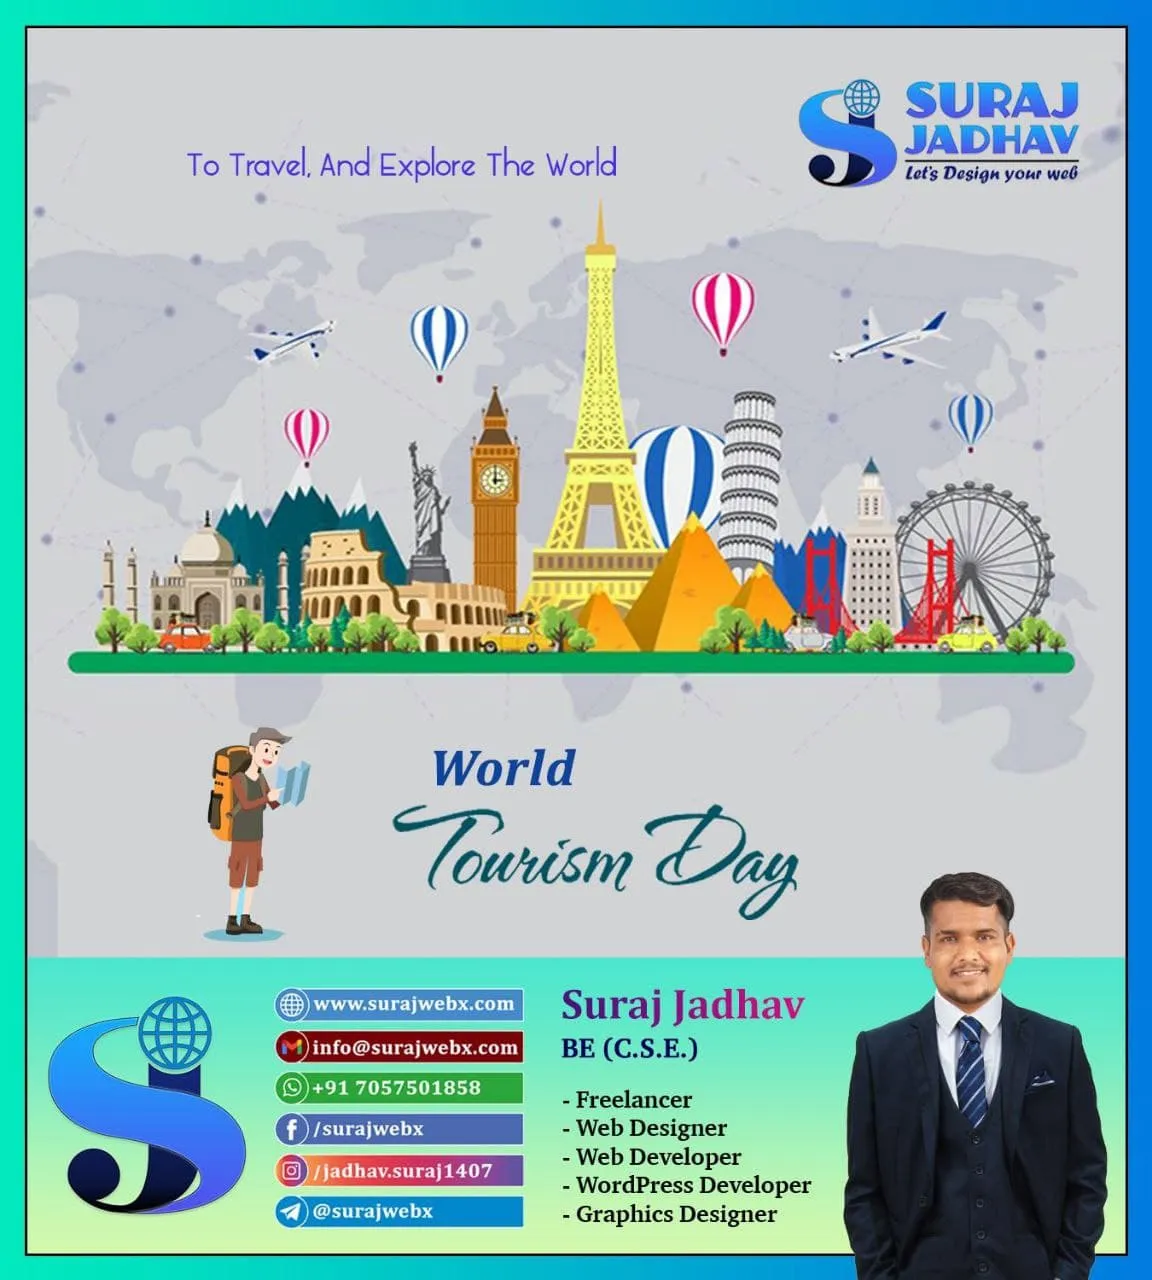 SURAJ
JADHAV
Let's Design your web
To Travel, And Explore The World
World
Tourism Day
www.surajwebx.com
info@surajwebx.com
+91 7057501858
/surajwebx
/jadhav.suraj1407
@surajwebx
Suraj Jadhav
BE (C.S.E.)
- Freelancer
- Web Designer
- Web Developer
- WordPress Developer
- Graphics Designer